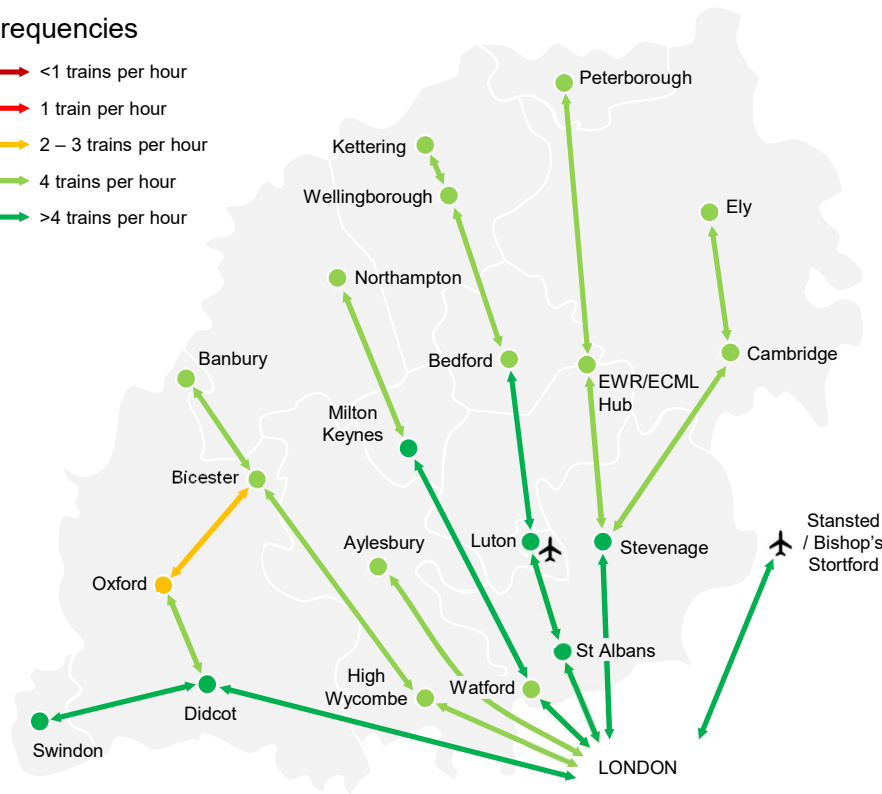 requencies
<1 trains per hour
1 train per hour
2 – 3 trains per hour
4 trains per hour
>4 trains per hour
Peterborough
Kettering
Wellingborough
Ely
Northampton
Banbury
Bedford
Cambridge
EWR/ECML
Hub
Milton
Keynes
Bicester
Aylesbury
Luton
Stevenage
Stansted
/ Bishop's
Stortford
Oxford
St Albans
High
Wycombe
Watford
Didcot
Swindon
LONDON